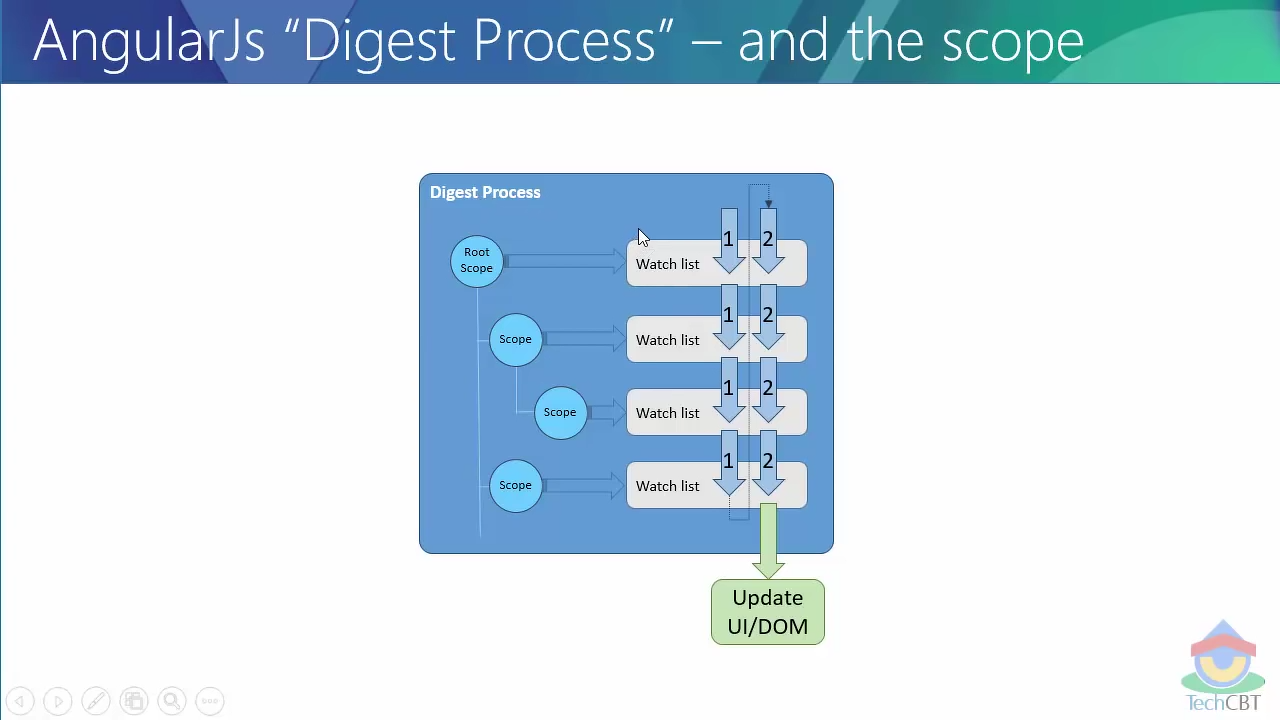 AngularJs “Digest Process” – and the scope
Digest Process
Root
Scope
Watch list
1
2
Scope
Watch list
1
2
Scope
Watch list
1
2
Scope
Watch list
1
2
Update
UI/DOM
TechCBT